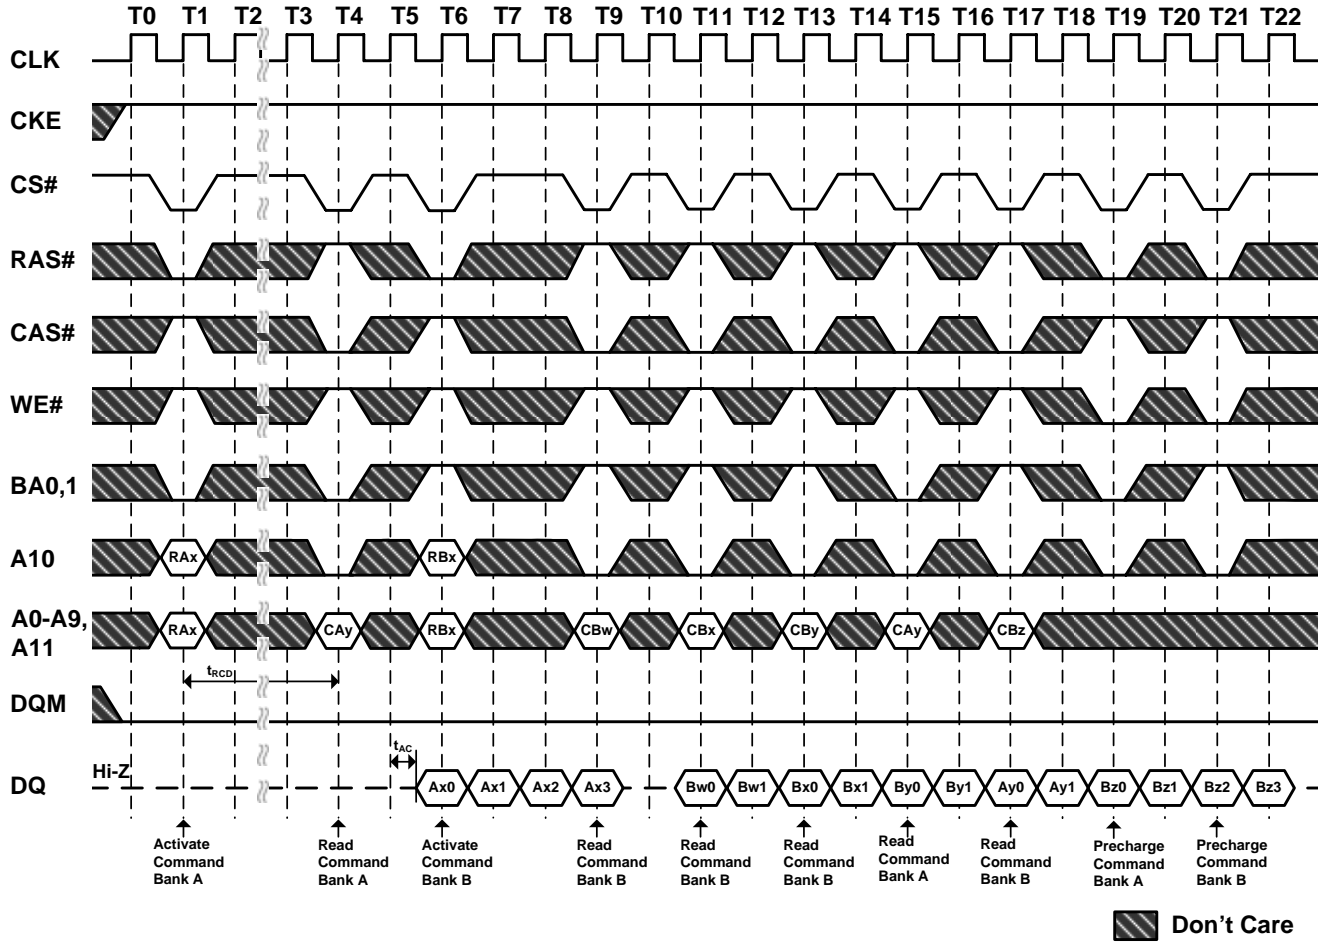 T0 T1 T2 T3 T4 T5 T6 T7 T8 T9 T10 T11 T12 T13 T14 T15 T16 T17 T18 T19 T20 T21 T22
CLK
CKE
CS#
RAS#
CAS#
WE#
BA0,1
A10 RAx RBx
A0-A9,
A11 RAx CAy RBx CBw CBx CBy CAy CBz
tRCD
DQM
tAC
Hi-Z
DQ Ax0 Ax1 Ax2 Ax3 Bw0 Bw1 Bx0 Bx1 By0 By1 Ay0 Ay1 Bz0 Bz1 Bz2 Bz3
Activate
Command
Bank A
Read
Command
Bank A
Activate
Command
Bank B
Read
Command
Bank B
Read
Command
Bank B
Read
Command
Bank B
Read
Command
Bank A
Read
Command
Bank B
Precharge
Command
Bank A
Precharge
Command
Bank B
Don't Care